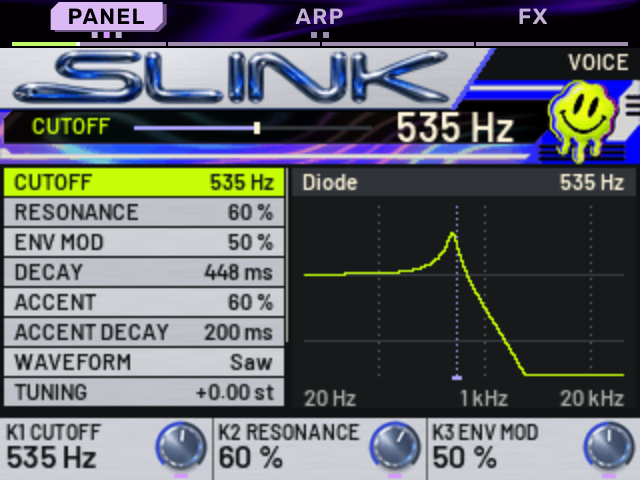 PANEL ARP FX
SLINK
VOICE
CUTOFF 535 Hz
CUTOFF 535 Hz
RESONANCE 60 %
ENV MOD 50 %
DECAY 448 ms
ACCENT 60 %
ACCENT DECAY 200 ms
WAVEFORM Saw
TUNING +0.00 st
Diode 535 Hz
20 Hz 1 kHz 20 kHz
K1 CUTOFF
535 Hz
K2 RESONANCE
60 %
K3 ENV MOD
50 %